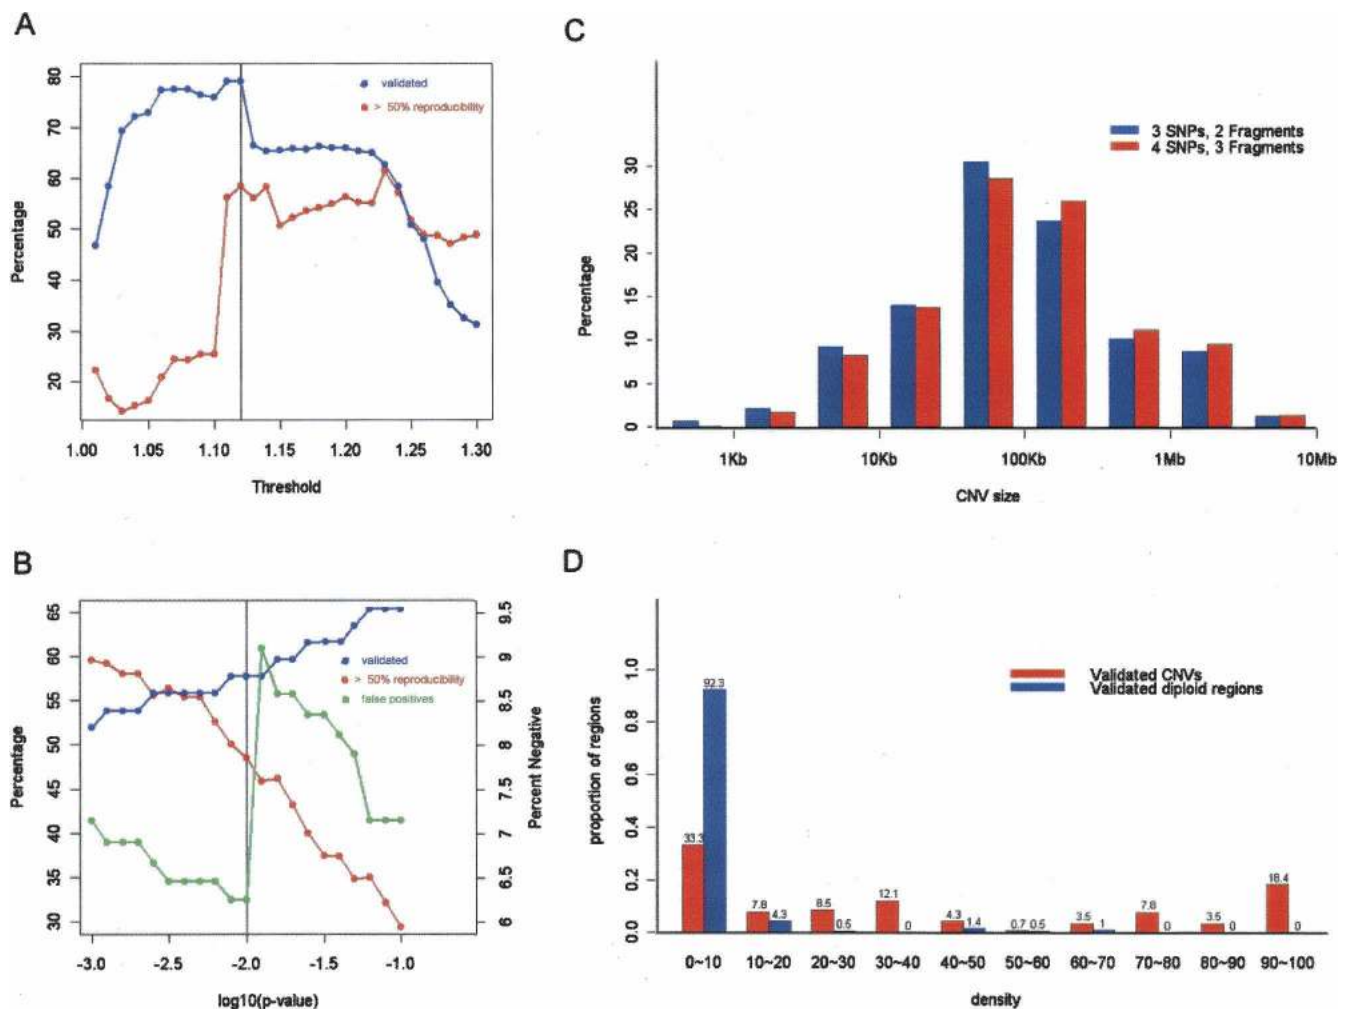 A
80
70
60
50
40
30
20
Percentage
validated
> 50% reproducibility
1.00 1.05 1.10 1.15 1.20 1.25 1.30
Threshold
C
30
25
20
15
10
5
0
Percentage
3 SNPs, 2 Fragments
4 SNPs, 3 Fragments
1Kb 10Kb 100Kb 1Mb 10Mb
CNV size
B
65
60
55
50
45
40
35
30
Percentage
validated
> 50% reproducibility
false positives
9.5
9
8.5
8
7.5
7
6.5
6
Percent Negative
-3.0 -2.5 -2.0 -1.5 -1.0
log10(p-value)
D
1.0
0.8
0.6
0.4
0.2
0.0
proportion of regions
Validated CNVs
Validated diploid regions
33.3 92.3 7.8 4.3 8.5 0.5 12.1 0 4.3 1.4 0.7 0.5 3.5 1 7.8 0 3.5 0 18.4 0
0~10 10~20 20~30 30~40 40~50 50~60 60~70 70~80 80~90 90~100
density